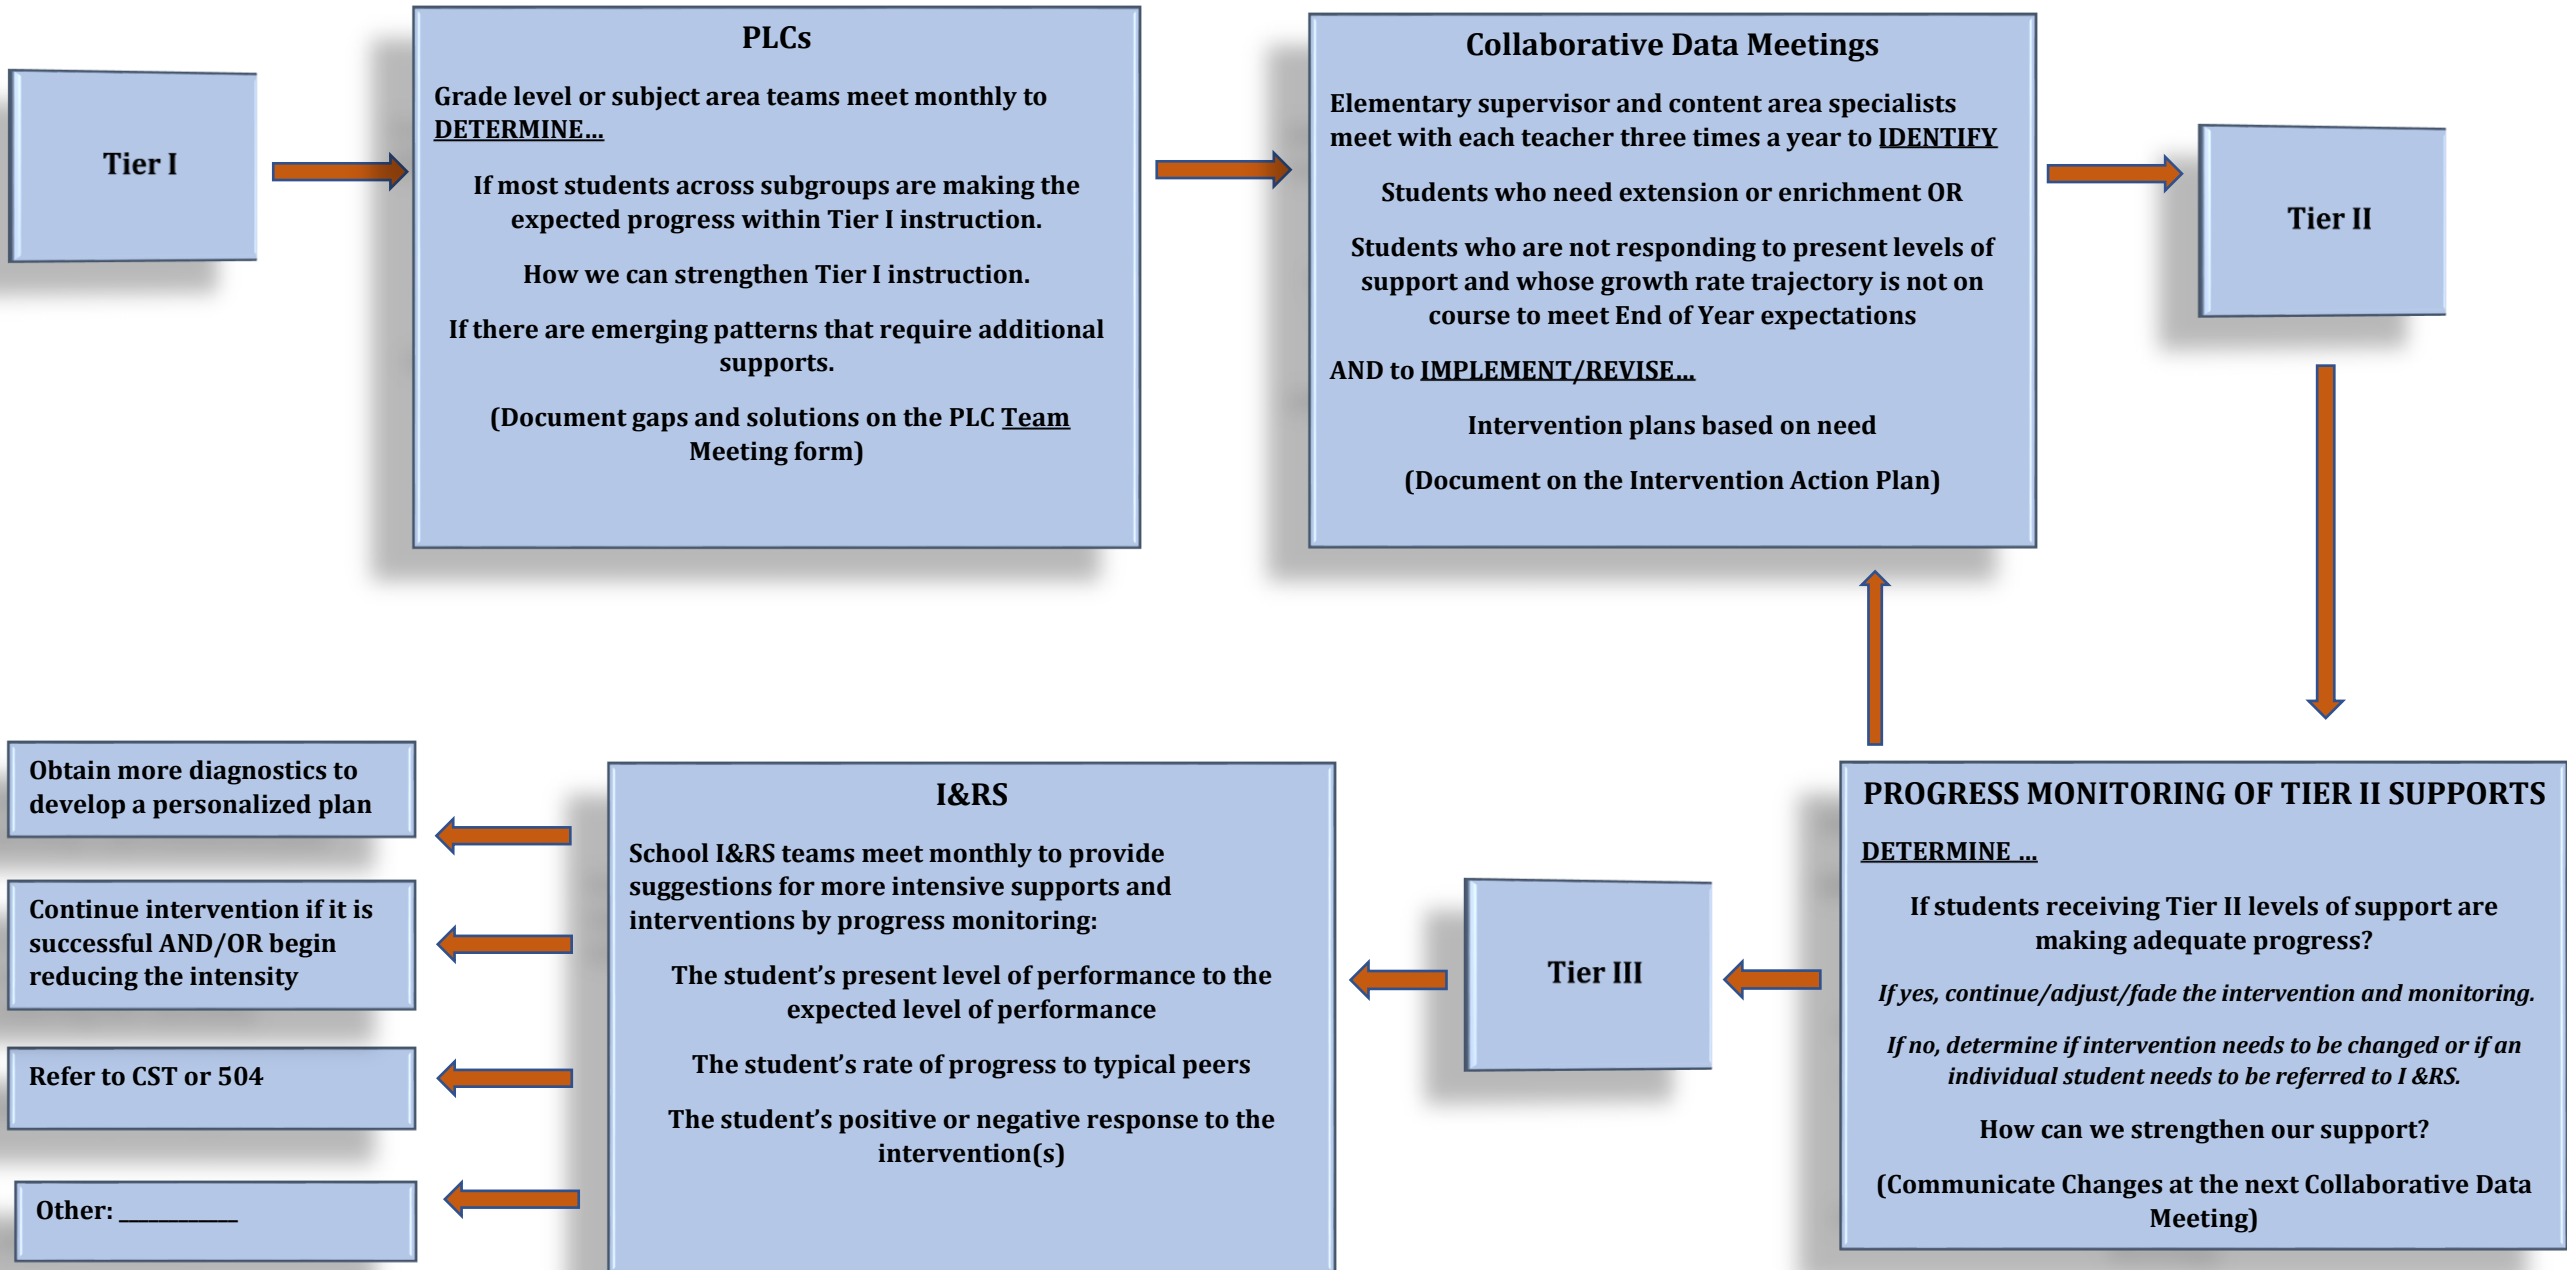 Tier I
PLCs
Grade level or subject area teams meet monthly to
DETERMINE...
If most students across subgroups are making the
expected progress within Tier I instruction.
How we can strengthen Tier I instruction.
If there are emerging patterns that require additional
supports.
(Document gaps and solutions on the PLC Team
Meeting form)
Collaborative Data Meetings
Elementary supervisor and content area specialists
meet with each teacher three times a year to IDENTIFY
Students who need extension or enrichment OR
Students who are not responding to present levels of
support and whose growth rate trajectory is not on
course to meet End of Year expectations
AND to IMPLEMENT/REVISE...
Intervention plans based on need
(Document on the Intervention Action Plan)
Tier II
PROGRESS MONITORING OF TIER II SUPPORTS
DETERMINE ...
If students receiving Tier II levels of support are
making adequate progress?
If yes, continue/adjust/fade the intervention and monitoring.
If no, determine if intervention needs to be changed or if an
individual student needs to be referred to I &RS.
How can we strengthen our support?
(Communicate Changes at the next Collaborative Data
Meeting)
Tier III
I&RS
School I&RS teams meet monthly to provide
suggestions for more intensive supports and
interventions by progress monitoring:
The student’s present level of performance to the
expected level of performance
The student’s rate of progress to typical peers
The student’s positive or negative response to the
intervention(s)
Obtain more diagnostics to
develop a personalized plan
Continue intervention if it is
successful AND/OR begin
reducing the intensity
Refer to CST or 504
Other: ____________